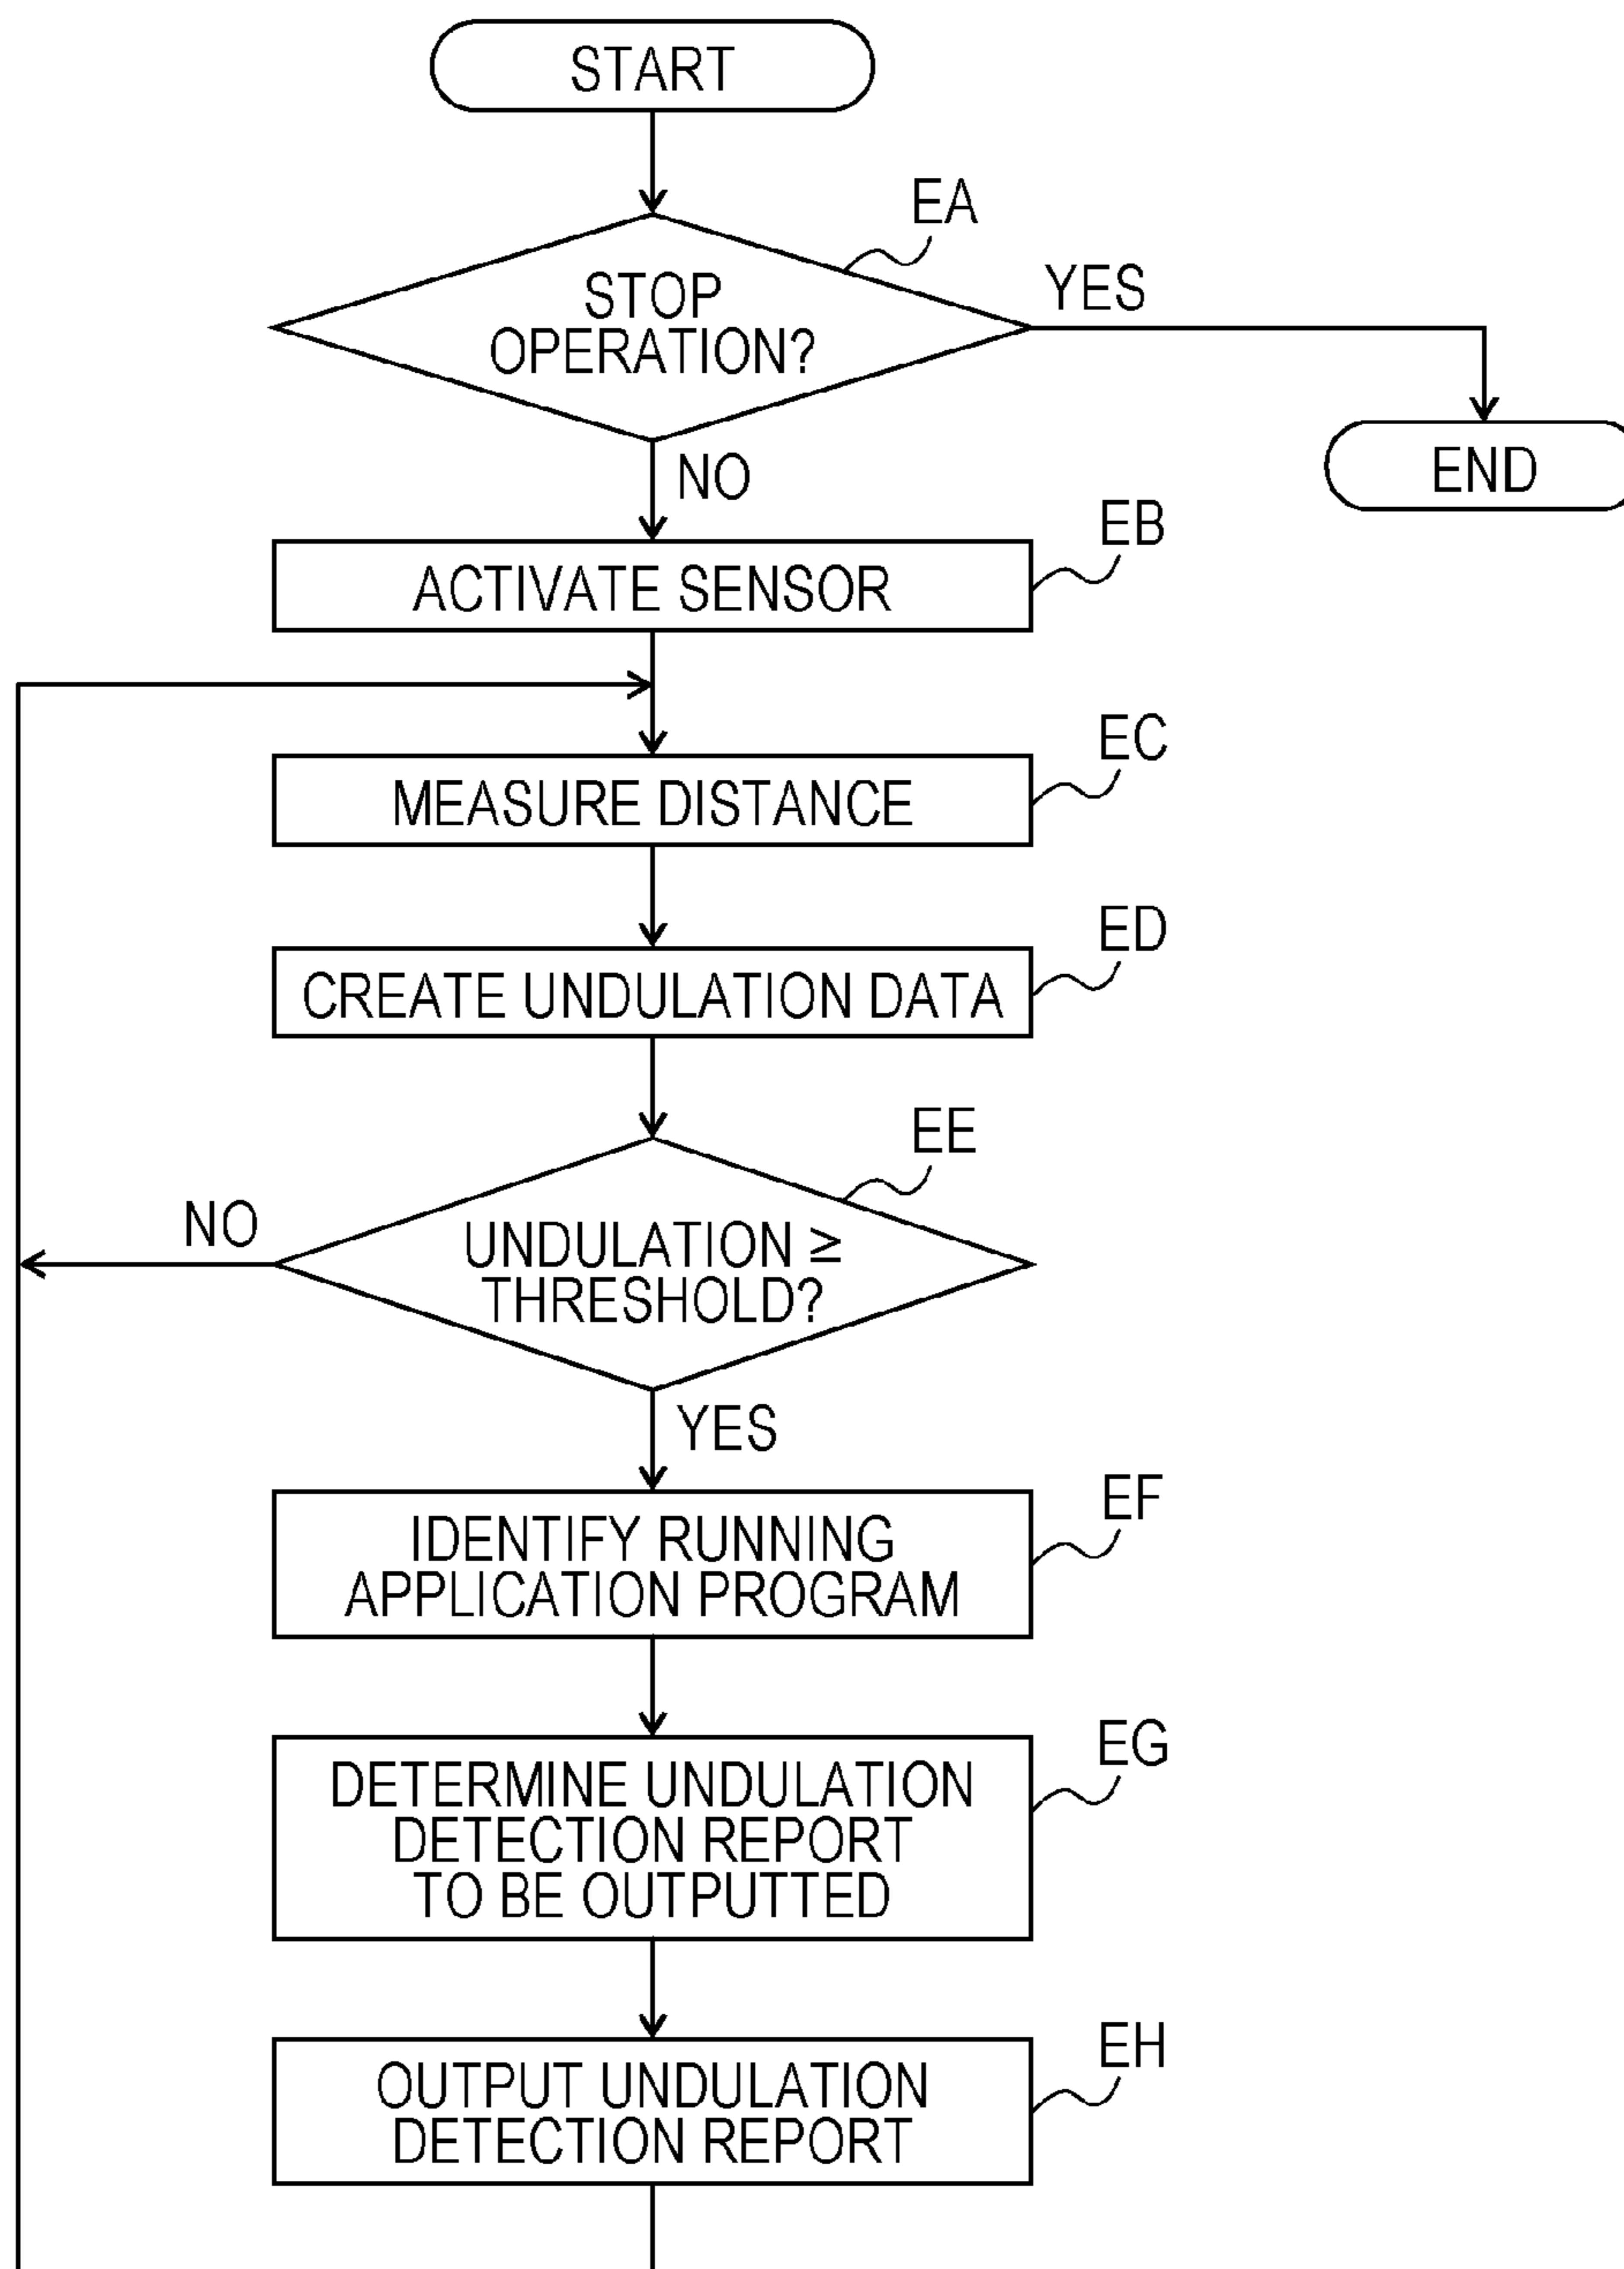 START
EA
STOP
OPERATION?
YES
END
NO
EB
ACTIVATE SENSOR
EC
MEASURE DISTANCE
ED
CREATE UNDULATION DATA
EE
NO
UNDULATION ≥
THRESHOLD?
YES
EF
IDENTIFY RUNNING
APPLICATION PROGRAM
EG
DETERMINE UNDULATION
DETECTION REPORT
TO BE OUTPUTTED
EH
OUTPUT UNDULATION
DETECTION REPORT